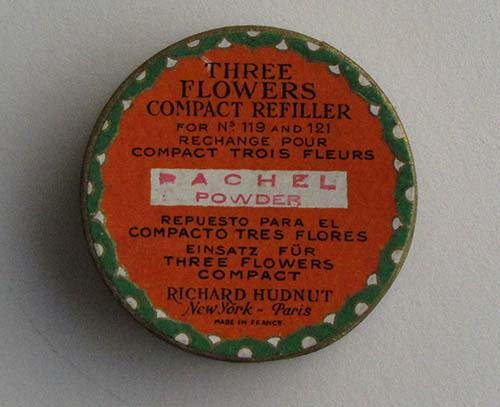 THREE
FLOWERS
COMPACT REFILLER
FOR Nº 119 AND 121
RECHANGE POUR
COMPACT TROIS FLEURS
RACHEL
POWDER
REPUESTO PARA EL
COMPACTO TRES FLORES
EINSATZ FÜR
THREE FLOWERS
COMPACT
RICHARD HUDNUT
New York - Paris
MADE IN FRANCE